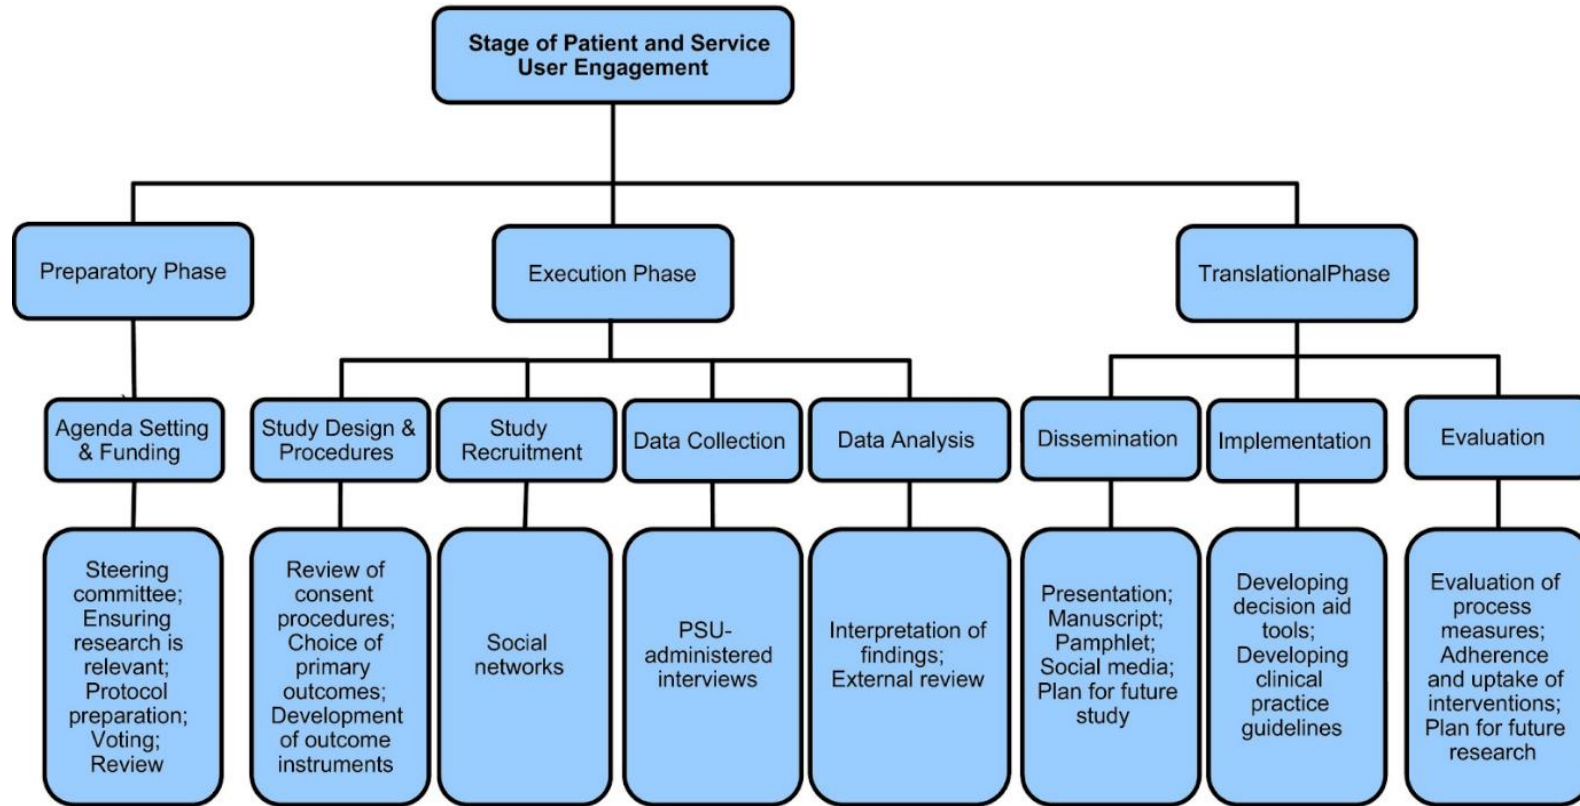 Stage of Patient and Service
User Engagement
Preparatory Phase
Execution Phase
TranslationalPhase
Agenda Setting
& Funding
Study Design &
Procedures
Study
Recruitment
Data Collection
Data Analysis
Dissemination
Implementation
Evaluation
Steering
committee;
Ensuring
research is
relevant;
Protocol
preparation;
Voting;
Review
Review of
consent
procedures;
Choice of
primary
outcomes;
Development
of outcome
instruments
Social
networks
PSU-
administered
interviews
Interpretation of
findings;
External review
Presentation;
Manuscript;
Pamphlet;
Social media;
Plan for future
study
Developing
decision aid
tools;
Developing
clinical
practice
guidelines
Evaluation of
process
measures;
Adherence
and uptake of
interventions;
Plan for future
research